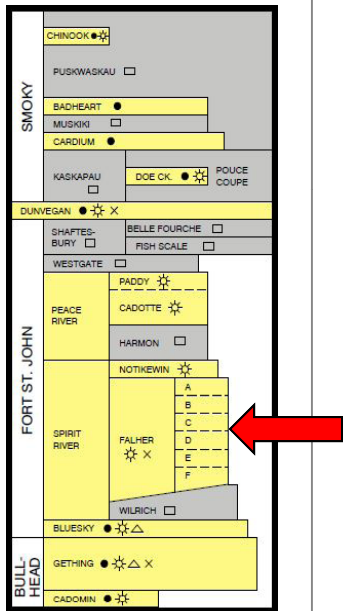 SMOKY
CHINOOK
PUSKWASKAU
BADHEART
MUSKIKI
CARDIUM
KASKAPAU
DOE CK.
POUCE
COUPE
DUNVEGAN
FORT ST. JOHN
SHAFTES-
BURY
BELLE FOURCHE
FISH SCALE
WESTGATE
PEACE
RIVER
PADDY
CADOTTE
HARMON
SPIRIT
RIVER
NOTIKEWIN
FALHER
A
B
C
D
E
F
WILRICH
BLUESKY
BULL-
HEAD
GETHING
CADOMIN